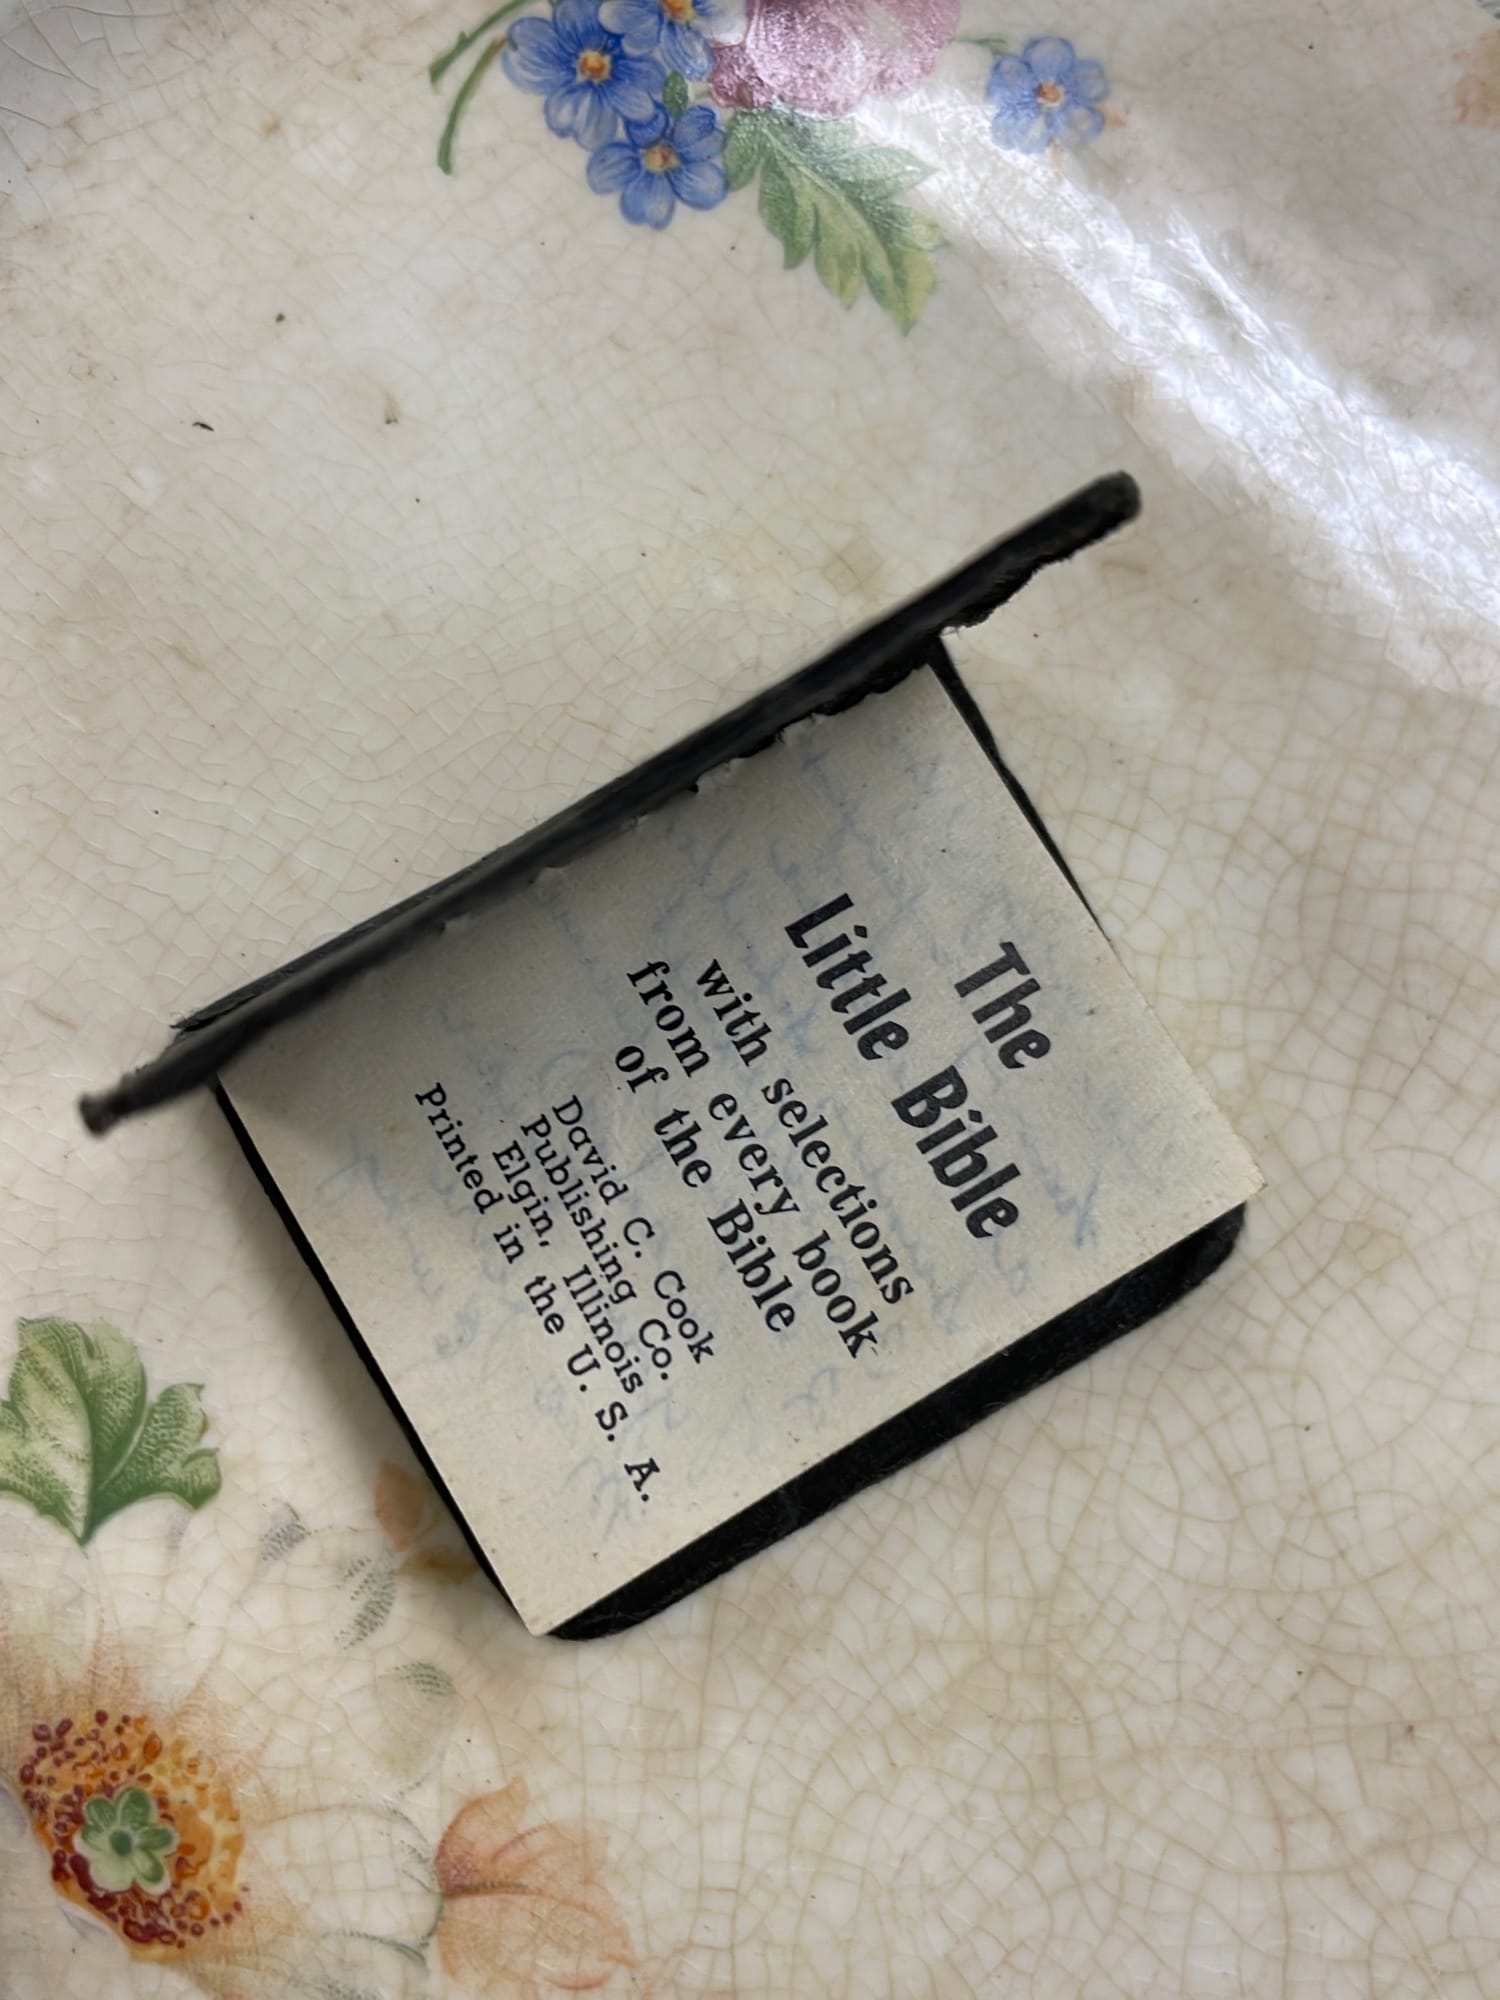 The
Little Bible
with selections
from every book
of the Bible
David C. Cook
Publishing Co.
Elgin, Illinois
Printed in the U. S. A.